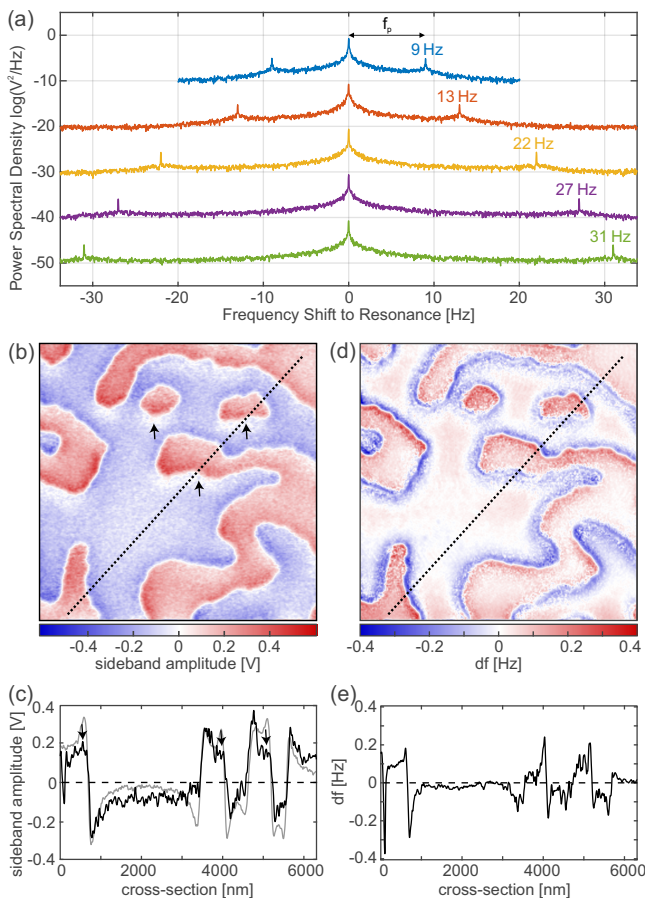 (a)
Power Spectral Density log(V²/Hz)
0
-10
-20
-30
-40
-50
fₚ
9 Hz
13 Hz
22 Hz
27 Hz
31 Hz
-30 -20 -10 0 10 20 30
Frequency Shift to Resonance [Hz]
(b) (d)
-0.4 -0.2 0 0.2 0.4
sideband amplitude [V]
-0.4 -0.2 0 0.2 0.4
df [Hz]
(c)
sideband amplitude [V]
0.4
0.2
0
-0.2
-0.4
0 2000 4000 6000
cross-section [nm]
(e)
df [Hz]
0.4
0.2
0
-0.2
-0.4
0 2000 4000 6000
cross-section [nm]